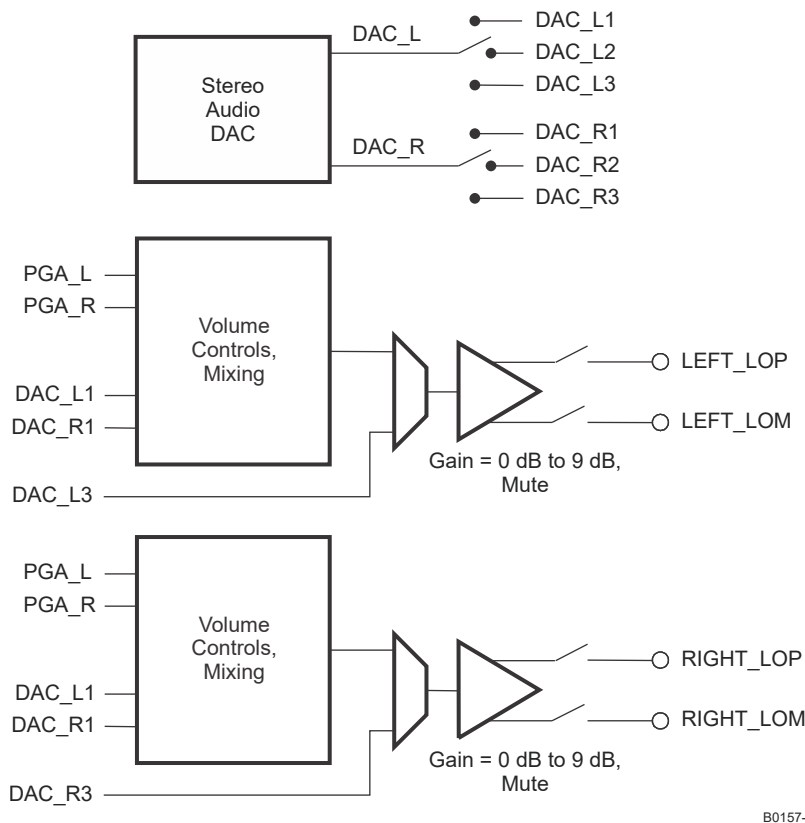 DAC_L
DAC_L1
DAC_L2
DAC_L3
Stereo
Audio
DAC
DAC_R
DAC_R1
DAC_R2
DAC_R3
PGA_L
PGA_R
DAC_L1
DAC_R1
DAC_L3
Volume
Controls,
Mixing
LEFT_LOP
LEFT_LOM
Gain = 0 dB to 9 dB,
Mute
PGA_L
PGA_R
DAC_L1
DAC_R1
DAC_R3
Volume
Controls,
Mixing
RIGHT_LOP
RIGHT_LOM
Gain = 0 dB to 9 dB,
Mute
B0157-